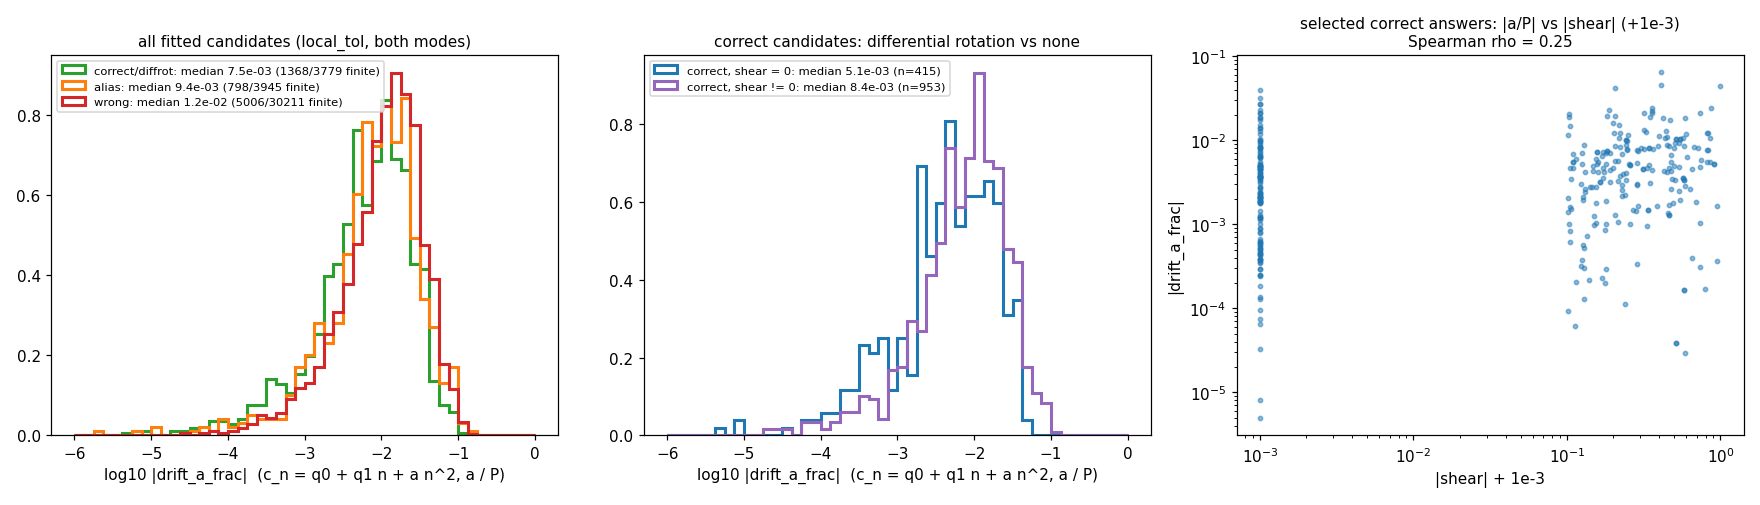 all fitted candidates (local_tol, both modes)
correct/diffrot: median 7.5e-03 (1368/3779 finite)
alias: median 9.4e-03 (798/3945 finite)
wrong: median 1.2e-02 (5006/30211 finite)
0.8
0.6
0.4
0.2
0.0
−6 −5 −4 −3 −2 −1 0
log10 |drift_a_frac|  (c_n = q0 + q1 n + a n^2, a / P)
correct candidates: differential rotation vs none
correct, shear = 0: median 5.1e-03 (n=415)
correct, shear != 0: median 8.4e-03 (n=953)
0.8
0.6
0.4
0.2
0.0
−6 −5 −4 −3 −2 −1 0
log10 |drift_a_frac|  (c_n = q0 + q1 n + a n^2, a / P)
selected correct answers: |a/P| vs |shear| (+1e-3)
Spearman rho = 0.25
|drift_a_frac|
10⁻¹
10⁻²
10⁻³
10⁻⁴
10⁻⁵
10⁻³ 10⁻² 10⁻¹ 10⁰
|shear| + 1e-3